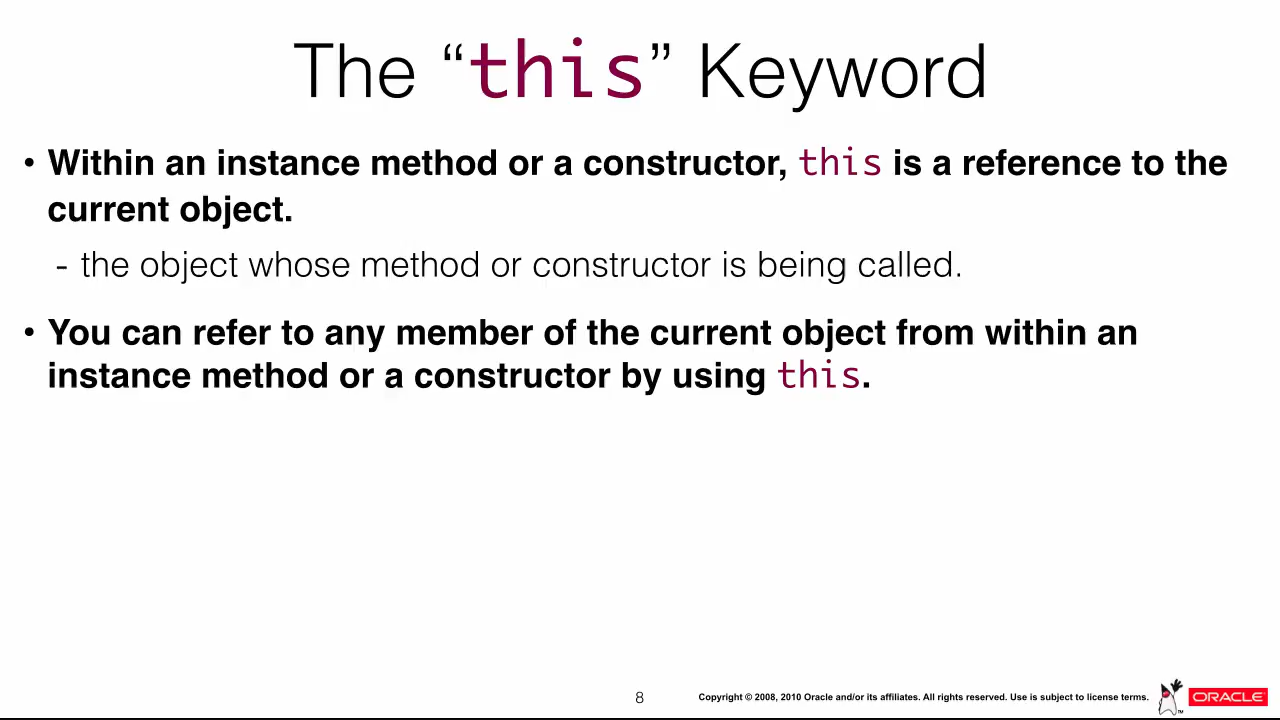 The “this” Keyword
• Within an instance method or a constructor, this is a reference to the
current object.
- the object whose method or constructor is being called.
• You can refer to any member of the current object from within an
instance method or a constructor by using this.
8
Copyright © 2008, 2010 Oracle and/or its affiliates. All rights reserved. Use is subject to license terms.
™
ORACLE